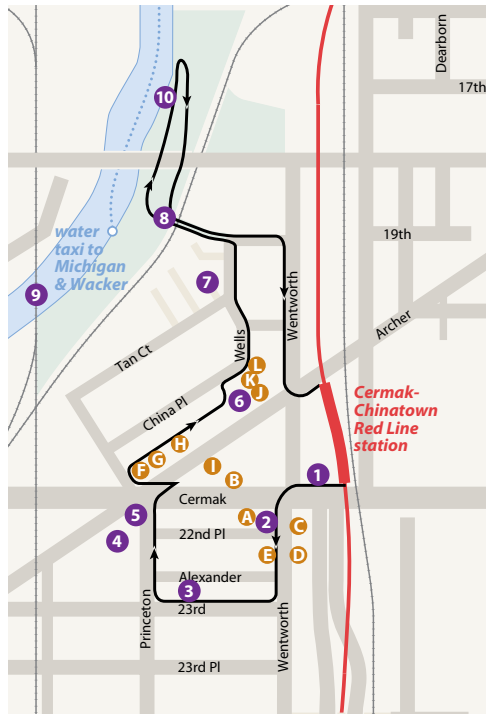 Dearborn
17th
10
8
water
taxi to
Michigan
& Wacker
19th
7
9
Wentworth
Archer
Wells
Tan Ct
L
K
J
6
China Pl
Cermak-
Chinatown
Red Line
station
H
G
F
I
B
1
Cermak
5
A
2
C
22nd Pl
4
E
D
Alexander
3
23rd
Princeton
Wentworth
23rd Pl